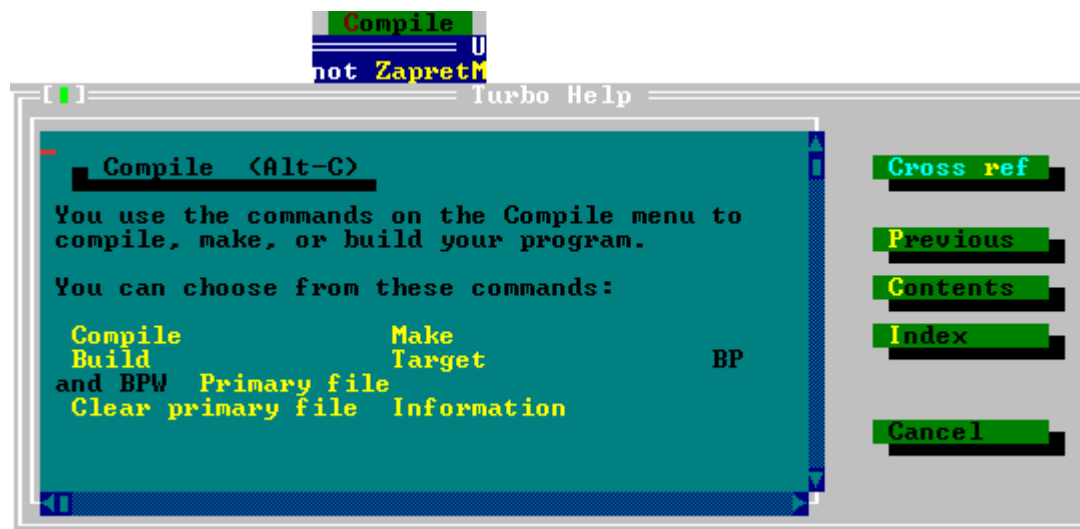 Compile
U
not ZapretM
[ ] Turbo Help
Compile (Alt-C)
You use the commands on the Compile menu to
compile, make, or build your program.
You can choose from these commands:
Compile Make
Build Target BP
and BPW Primary file
Clear primary file Information
Cross ref
Previous
Contents
Index
Cancel